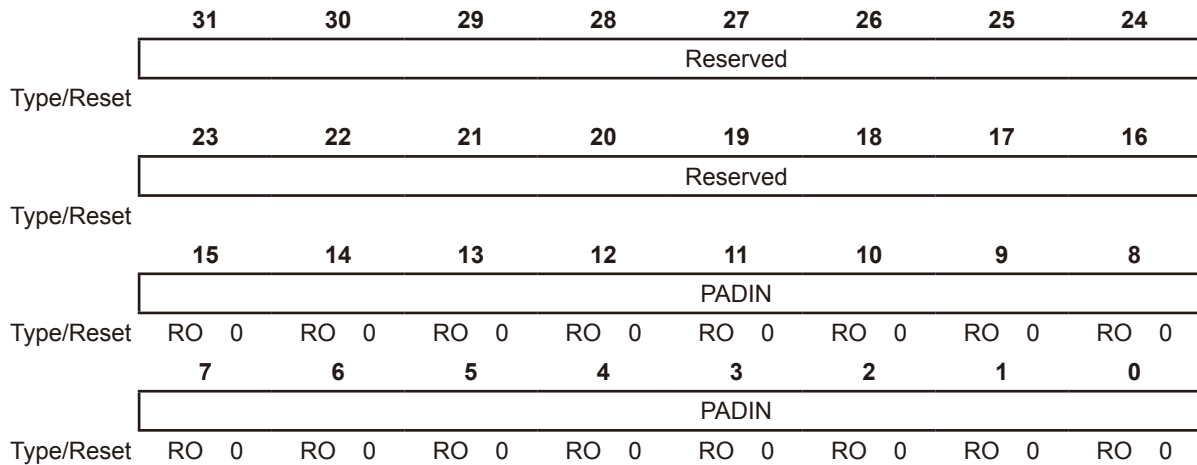 31 30 29 28 27 26 25 24
Reserved
Type/Reset
23 22 21 20 19 18 17 16
Reserved
Type/Reset
15 14 13 12 11 10 9 8
PADIN
Type/Reset RO 0 RO 0 RO 0 RO 0 RO 0 RO 0 RO 0 RO 0
7 6 5 4 3 2 1 0
PADIN
Type/Reset RO 0 RO 0 RO 0 RO 0 RO 0 RO 0 RO 0 RO 0